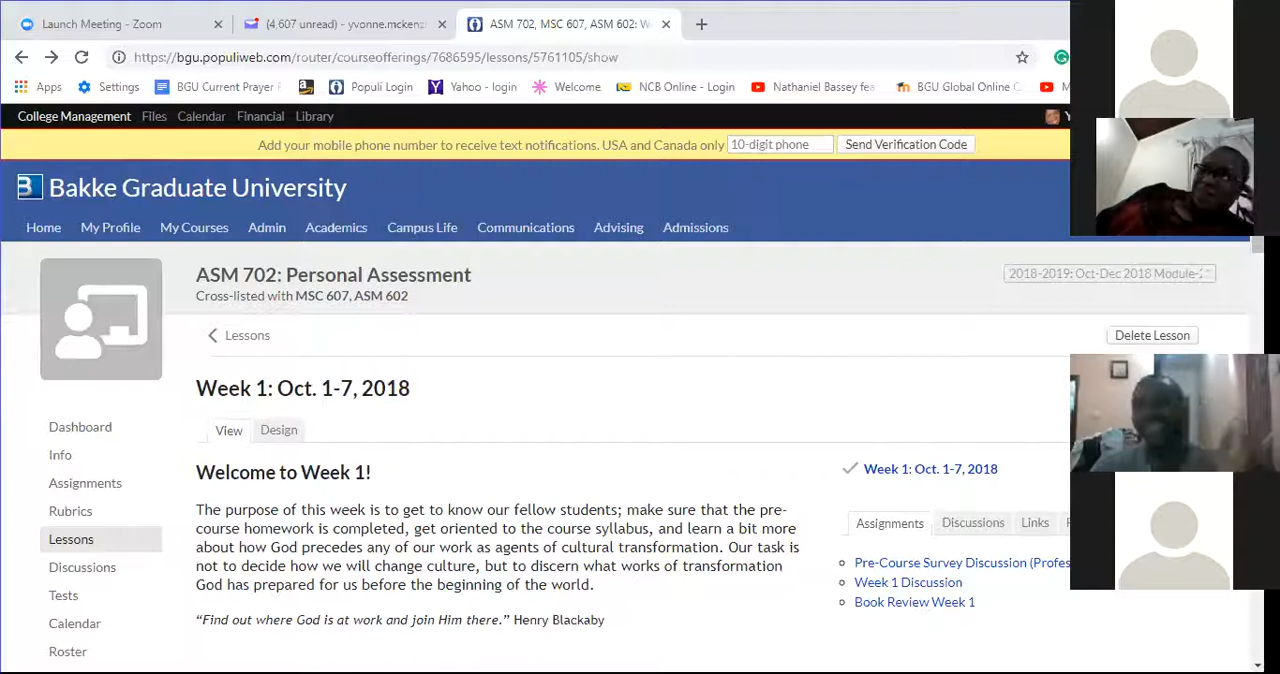 Launch Meeting - Zoom
(4,607 unread) - yvonne.mckenz
ASM 702, MSC 607, ASM 602: W
https://bgu.populiweb.com/router/courseofferings/7686595/lessons/5761105/show
Apps
Settings
BGU Current Prayer
Populi Login
Yahoo - login
Welcome
NCB Online - Login
Nathaniel Bassey fea
BGU Global Online C
College Management Files Calendar Financial Library
Add your mobile phone number to receive text notifications. USA and Canada only 10-digit phone Send Verification Code
Bakke Graduate University
Home My Profile My Courses Admin Academics Campus Life Communications Advising Admissions
ASM 702: Personal Assessment
2018-2019: Oct-Dec 2018 Module-2
Cross-listed with MSC 607, ASM 602
Lessons
Delete Lesson
Week 1: Oct. 1-7, 2018
View Design
Dashboard
Info
Assignments
Rubrics
Lessons
Discussions
Tests
Calendar
Roster
Welcome to Week 1!
The purpose of this week is to get to know our fellow students; make sure that the pre-
course homework is completed, get oriented to the course syllabus, and learn a bit more
about how God precedes any of our work as agents of cultural transformation. Our task is
not to decide how we will change culture, but to discern what works of transformation
God has prepared for us before the beginning of the world.
“Find out where God is at work and join Him there.” Henry Blackaby
Week 1: Oct. 1-7, 2018
Assignments Discussions Links
Pre-Course Survey Discussion (Profes
Week 1 Discussion
Book Review Week 1